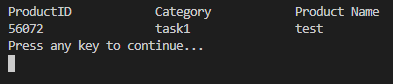 ProductID Category Product Name
56072 task1 test
Press any key to continue...